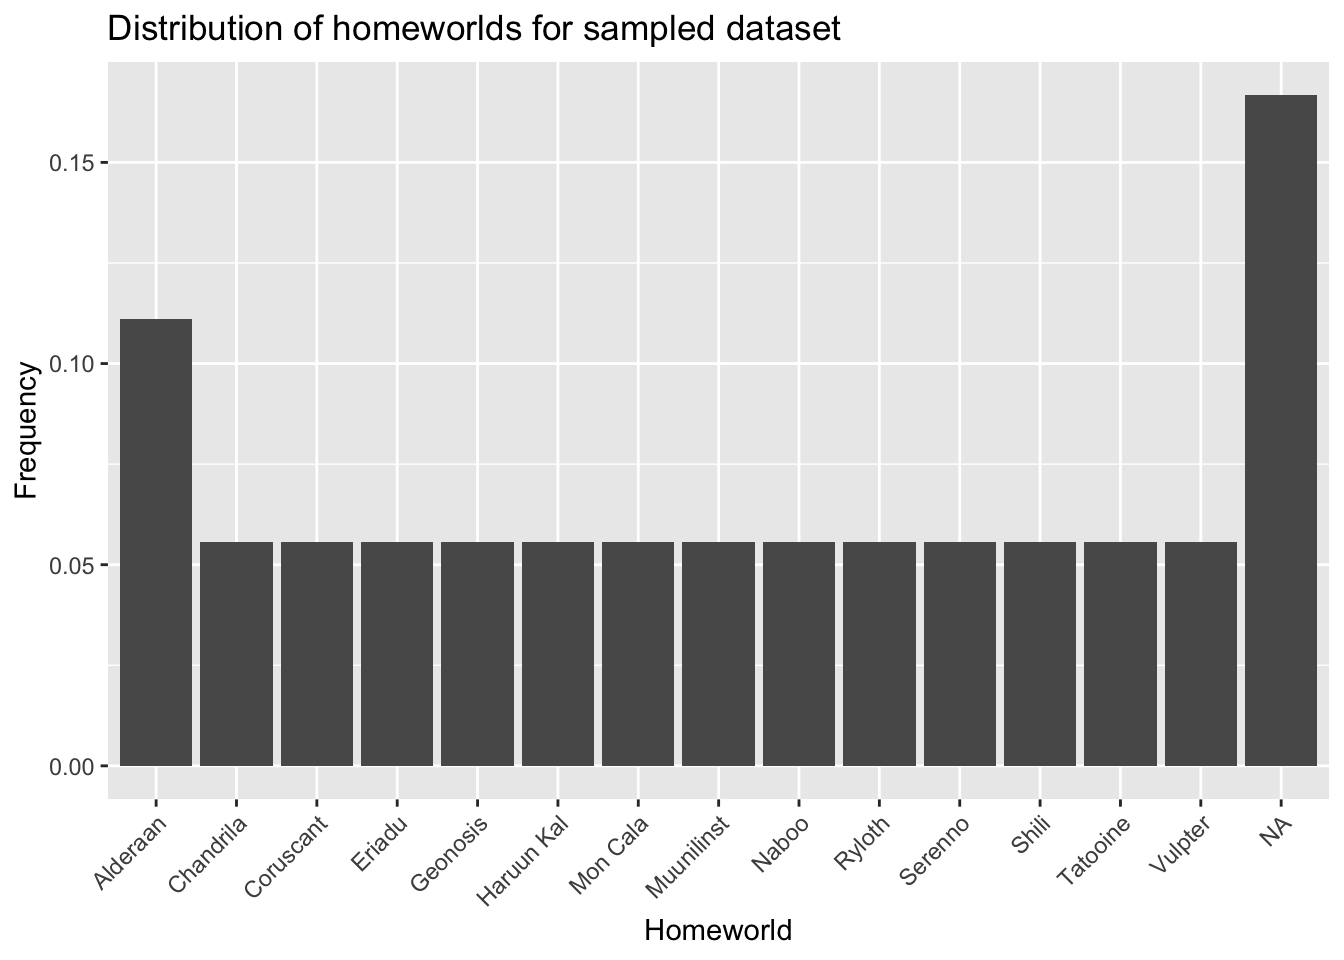 Distribution of homeworlds for sampled dataset
Frequency
0.15
0.10
0.05
0.00
Alderaan
Chandrila
Coruscant
Eriadu
Geonosis
Haruun Kal
Mon Cala
Muunilinst
Naboo
Ryloth
Serenno
Shili
Tatooine
Vulpter
NA
Homeworld